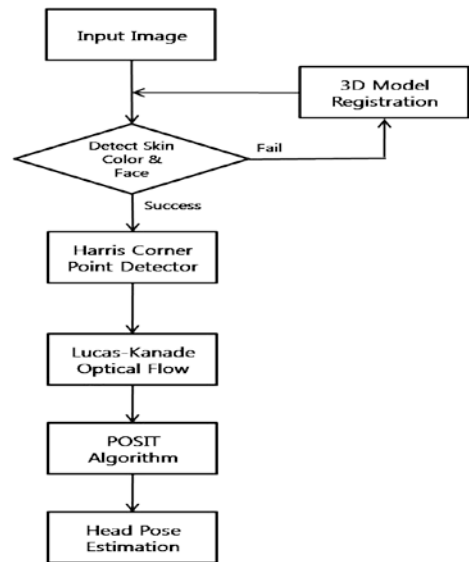 Input Image
3D Model
Registration
Detect Skin
Color &
Face
Fail
Success
Harris Corner
Point Detector
Lucas-Kanade
Optical Flow
POSIT
Algorithm
Head Pose
Estimation